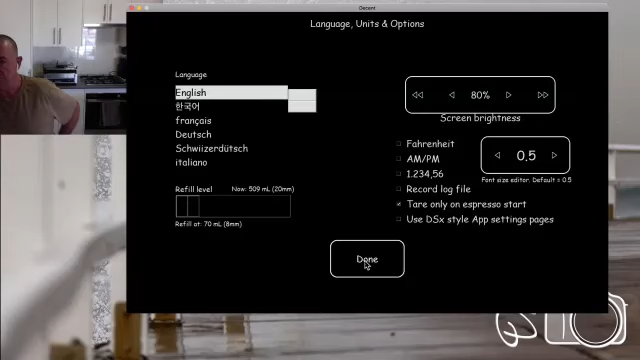 Decent
Language, Units & Options
Language
English
한국어
français
Deutsch
Schwiizerdütsch
italiano
Refill level
Now: 509 mL (20mm)
Refill at: 70 mL (8mm)
80%
Screen brightness
Fahrenheit
AM/PM
1.234,56
Record log file
Tare only on espresso start
Use DSx style App settings pages
0.5
Font size editor. Default = 0.5
Done